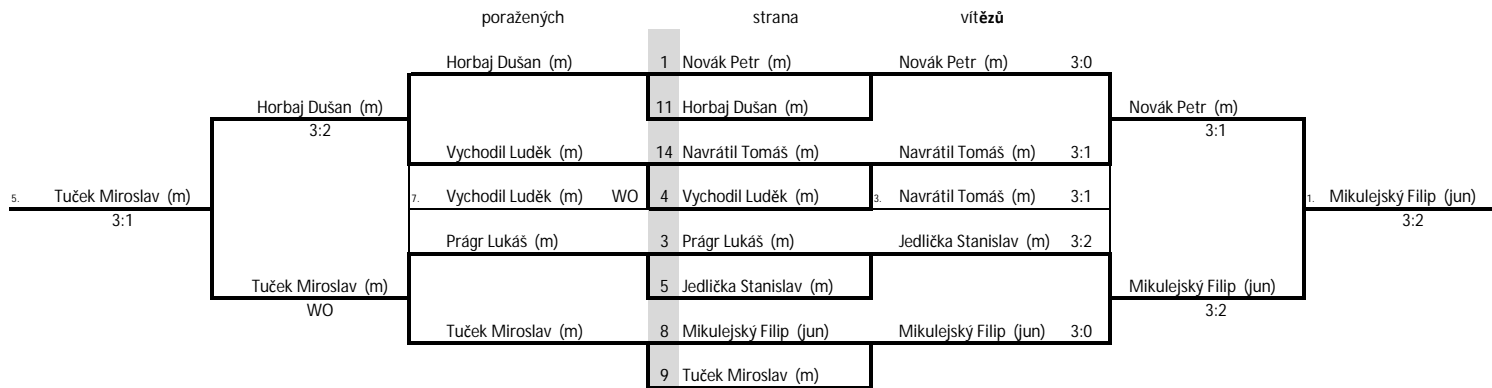 poražených strana vítězů
Horbaj Dušan (m) 1 Novák Petr (m) Novák Petr (m) 3:0
Horbaj Dušan (m) 11 Horbaj Dušan (m) Novák Petr (m)
3:2 3:1
Vychodil Luděk (m) 14 Navrátil Tomáš (m) Navrátil Tomáš (m) 3:1
5. Tuček Miroslav (m) 7. Vychodil Luděk (m) WO 4 Vychodil Luděk (m) 3. Navrátil Tomáš (m) 3:1 1. Mikulejský Filip (jun)
3:1 3:2
Prágr Lukáš (m) 3 Prágr Lukáš (m) Jedlička Stanislav (m) 3:2
Tuček Miroslav (m) 5 Jedlička Stanislav (m) Mikulejský Filip (jun)
WO 3:2
Tuček Miroslav (m) 8 Mikulejský Filip (jun) Mikulejský Filip (jun) 3:0
9 Tuček Miroslav (m)